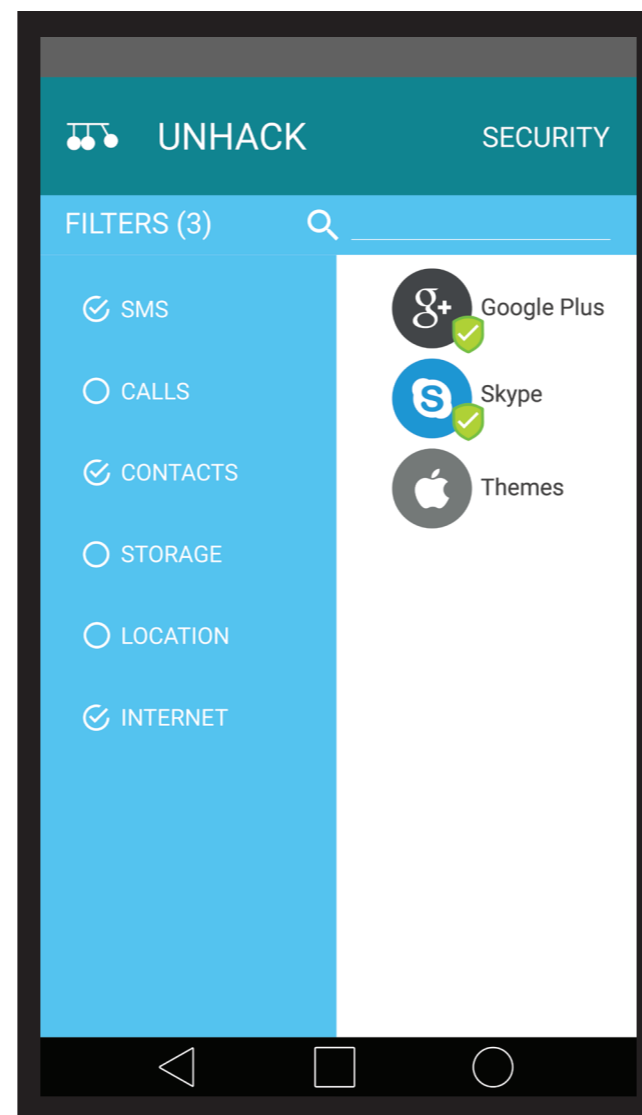 UNHACK SECURITY
FILTERS (3)
SMS
CALLS
CONTACTS
STORAGE
LOCATION
INTERNET
g+ Google Plus
S Skype
Themes